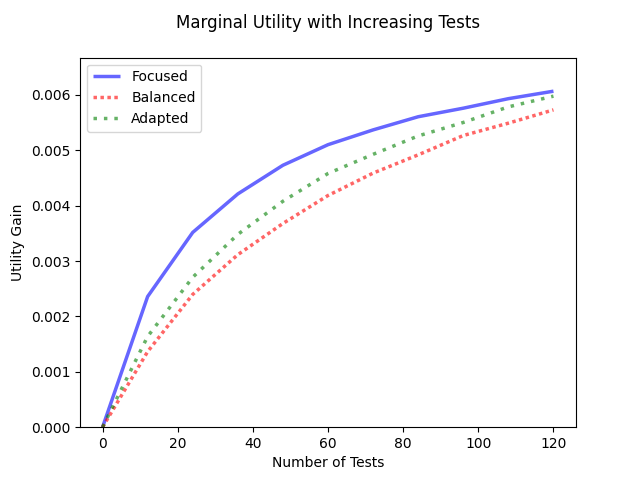 Marginal Utility with Increasing Tests
Focused
Balanced
Adapted
Utility Gain
0.006
0.005
0.004
0.003
0.002
0.001
0.000
0 20 40 60 80 100 120
Number of Tests